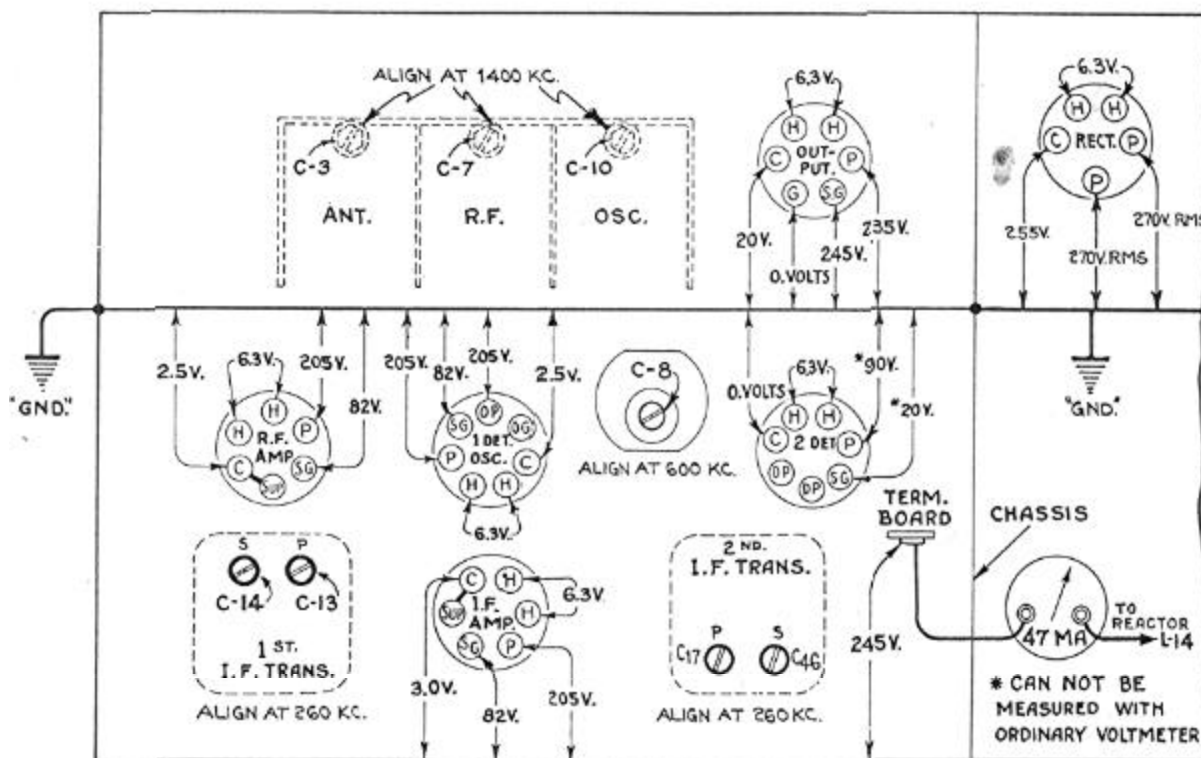 ALIGN AT 1400 KC.
C-3
C-7
C-10
ANT.
R.F.
OSC.
6.3V.
H
H
C
OUT-
PUT.
P
G
SG
20V.
0.VOLTS
245V.
235V.
6.3V.
H
H
C
RECT.
P
P
255V.
270V.RMS
270V.RMS
"GND."
2.5V.
6.3V.
205V.
82V.
H
H
P
R.F.
AMP.
C
SG
SUP
205V.
82V.
205V.
2.5V.
SG
OP
OG
1 DET.
OSC.
P
C
H
H
6.3V.
C-8
ALIGN AT 600 KC.
0.VOLTS
6.3V.
*90V.
*20V.
H
H
C
2 DET.
P
DP
DP
SG
"GND."
S
P
C-14
C-13
1 ST.
I.F. TRANS.
ALIGN AT 260 KC.
C
H
SUP
I.F.
AMP.
H
SG
P
6.3V.
3.0V.
82V.
205V.
2 ND.
I.F. TRANS.
P
S
C17
C46
ALIGN AT 260 KC.
TERM.
BOARD
245V.
CHASSIS
47 MA
TO
REACTOR
L-14
* CAN NOT BE
MEASURED WITH
ORDINARY VOLTMETER